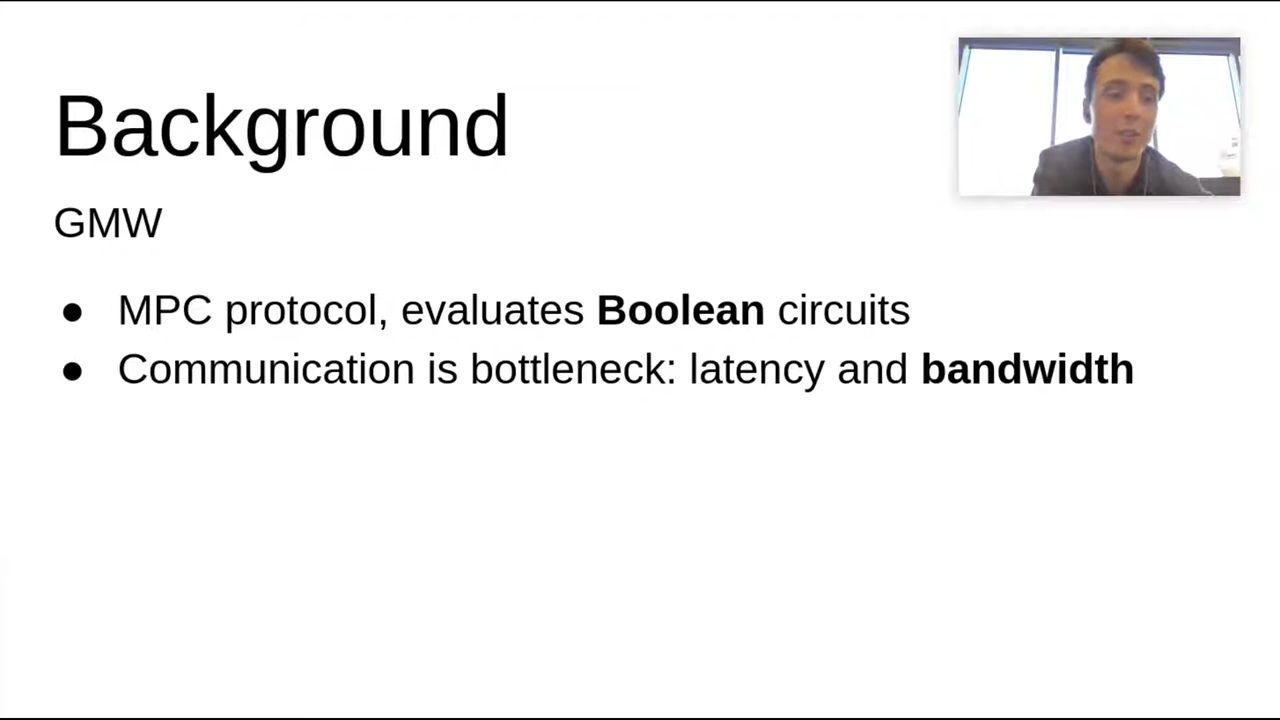 Background
GMW
● MPC protocol, evaluates Boolean circuits
● Communication is bottleneck: latency and bandwidth